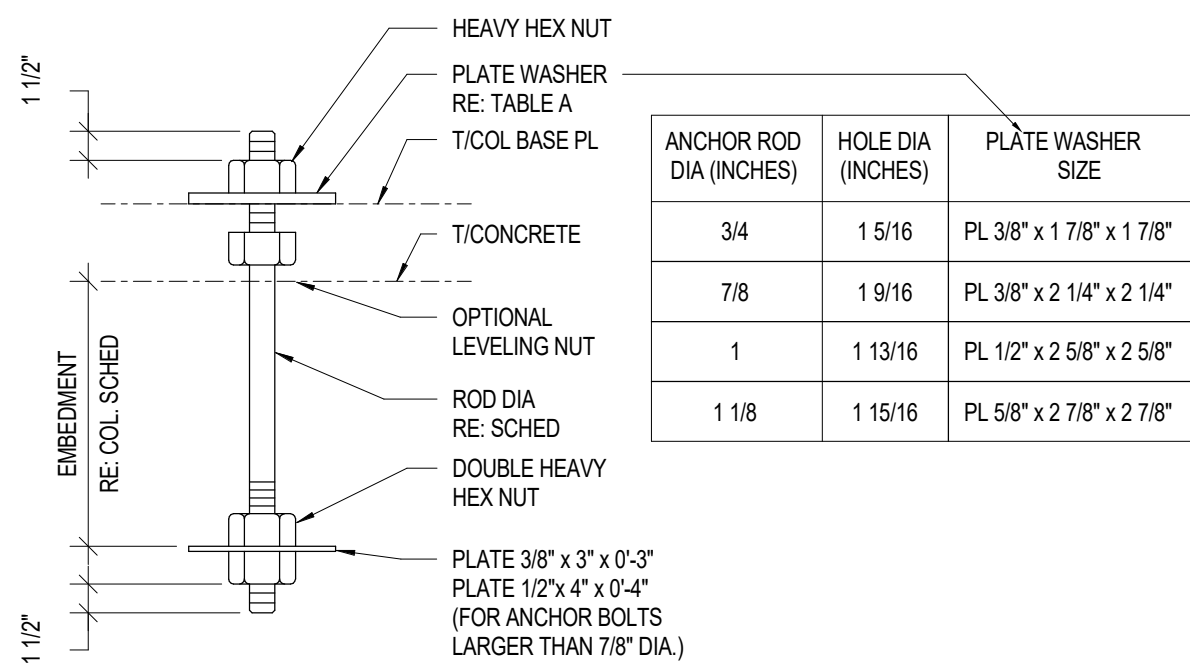 1 1/2"
HEAVY HEX NUT
PLATE WASHER
RE: TABLE A
T/COL BASE PL
T/CONCRETE
OPTIONAL
LEVELING NUT
EMBEDMENT
RE: COL. SCHED
ROD DIA
RE: SCHED
DOUBLE HEAVY
HEX NUT
PLATE 3/8" x 3" x 0'-3"
PLATE 1/2"x 4" x 0'-4"
(FOR ANCHOR BOLTS
LARGER THAN 7/8" DIA.)
1 1/2"
ANCHOR ROD
DIA (INCHES)
HOLE DIA
(INCHES)
PLATE WASHER
SIZE
3/4 1 5/16 PL 3/8" x 1 7/8" x 1 7/8"
7/8 1 9/16 PL 3/8" x 2 1/4" x 2 1/4"
1 1 13/16 PL 1/2" x 2 5/8" x 2 5/8"
1 1/8 1 15/16 PL 5/8" x 2 7/8" x 2 7/8"